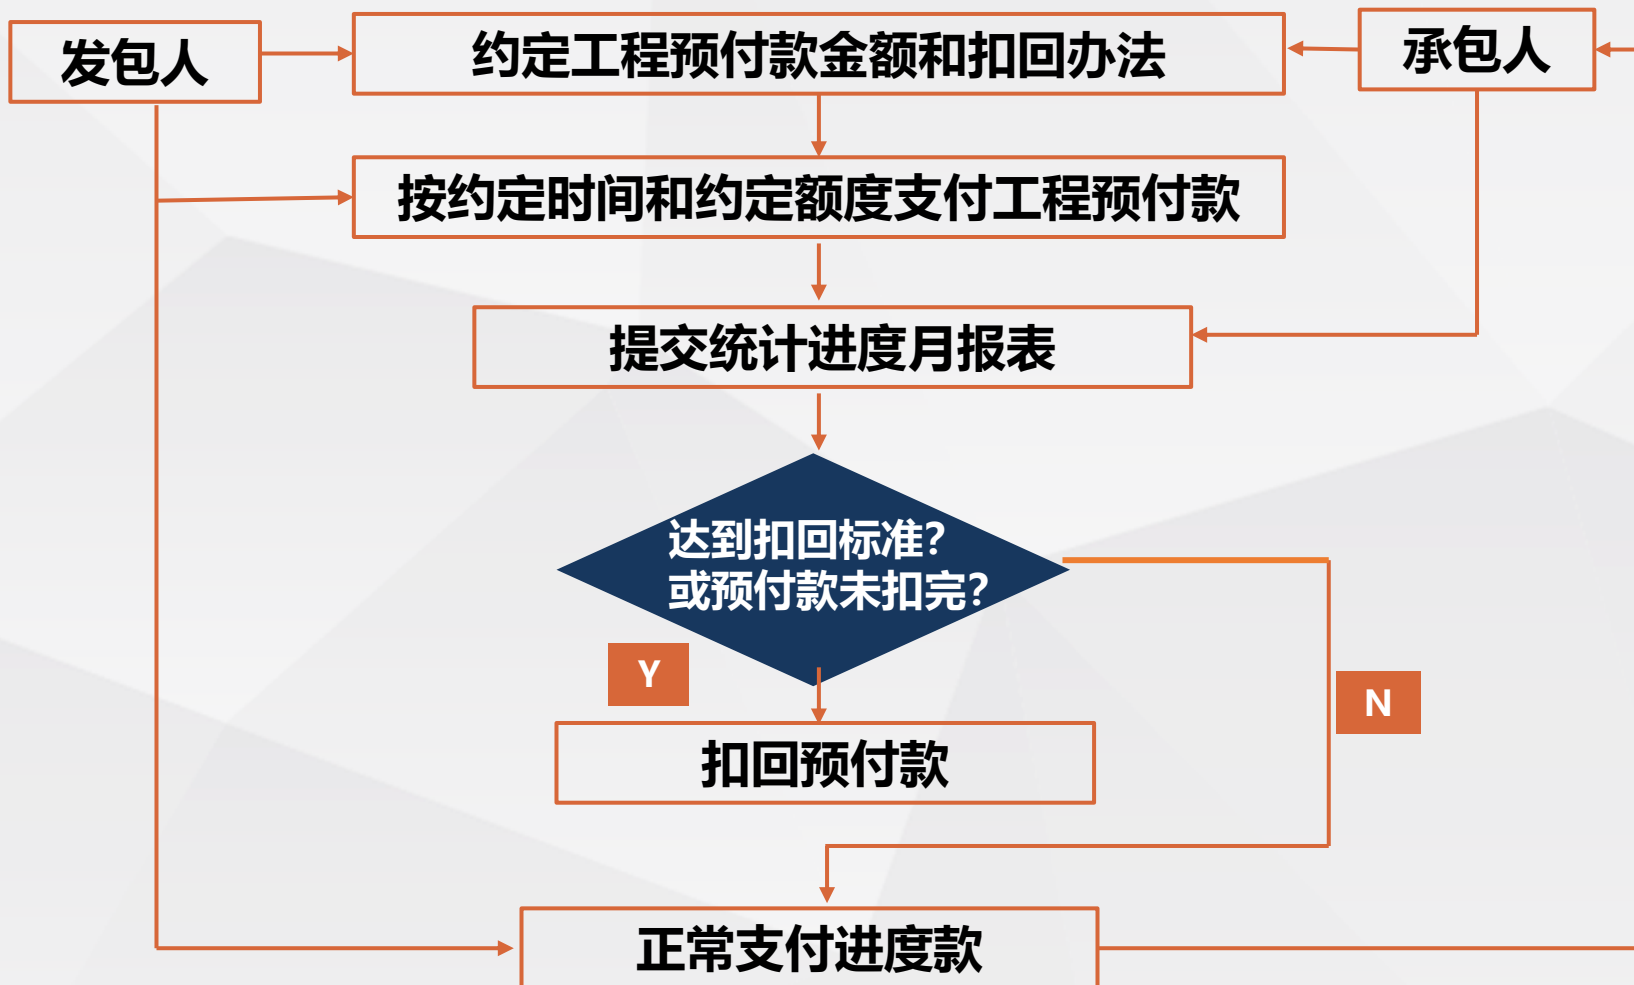 发包人
约定工程预付款金额和扣回办法
承包人
按约定时间和约定额度支付工程预付款
提交统计进度月报表
达到扣回标准？
或预付款未扣完？
Y
N
扣回预付款
正常支付进度款